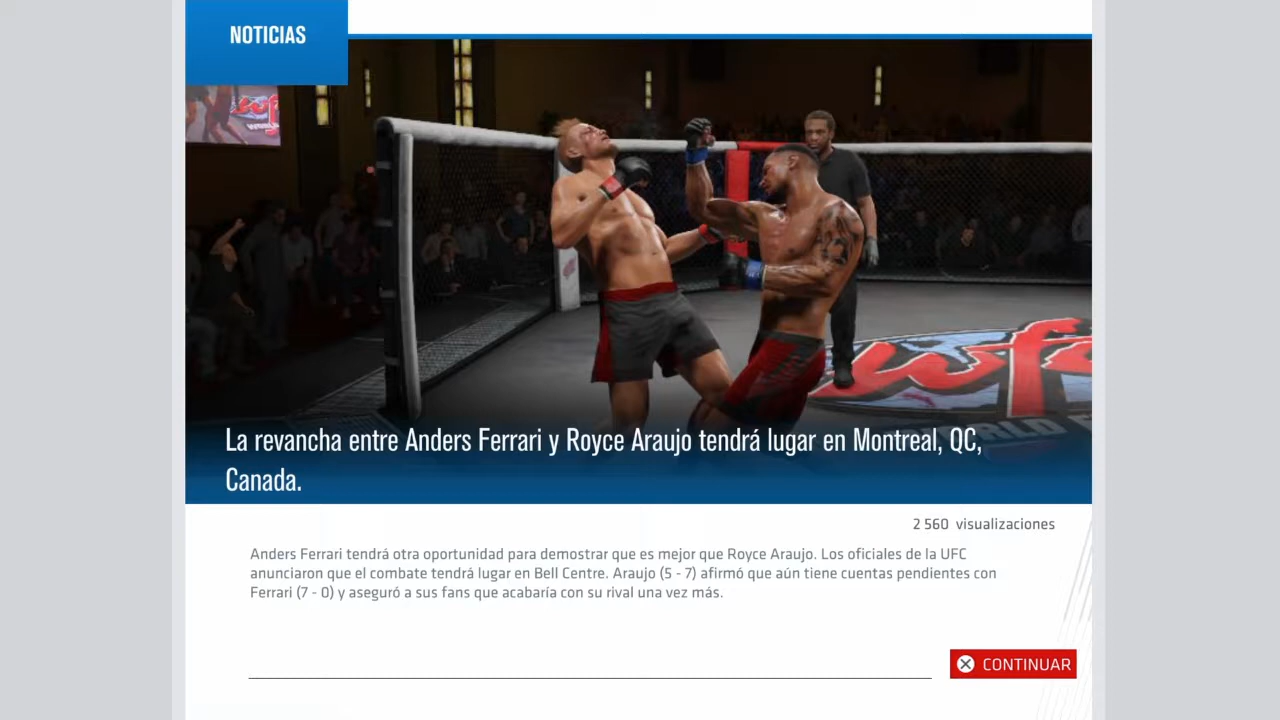 NOTICIAS
wfa
WORLD F
La revancha entre Anders Ferrari y Royce Araujo tendrá lugar en Montreal, QC,
Canada.
2 560 visualizaciones
Anders Ferrari tendrá otra oportunidad para demostrar que es mejor que Royce Araujo. Los oficiales de la UFC
anunciaron que el combate tendrá lugar en Bell Centre. Araujo (5 - 7) afirmó que aún tiene cuentas pendientes con
Ferrari (7 - 0) y aseguró a sus fans que acabaría con su rival una vez más.
CONTINUAR